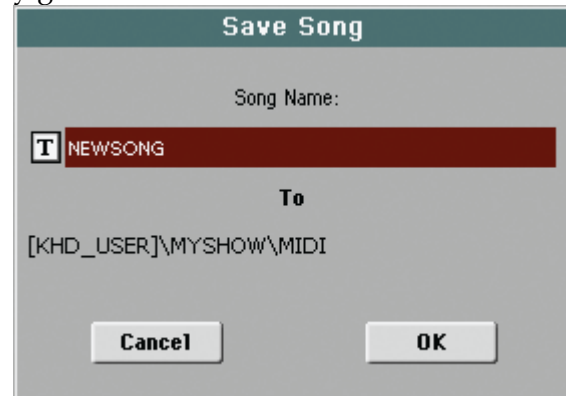 Save Song
Song Name:
T NEWSONG
To
[KHD_USER]\MYSHOW\MIDI
Cancel OK